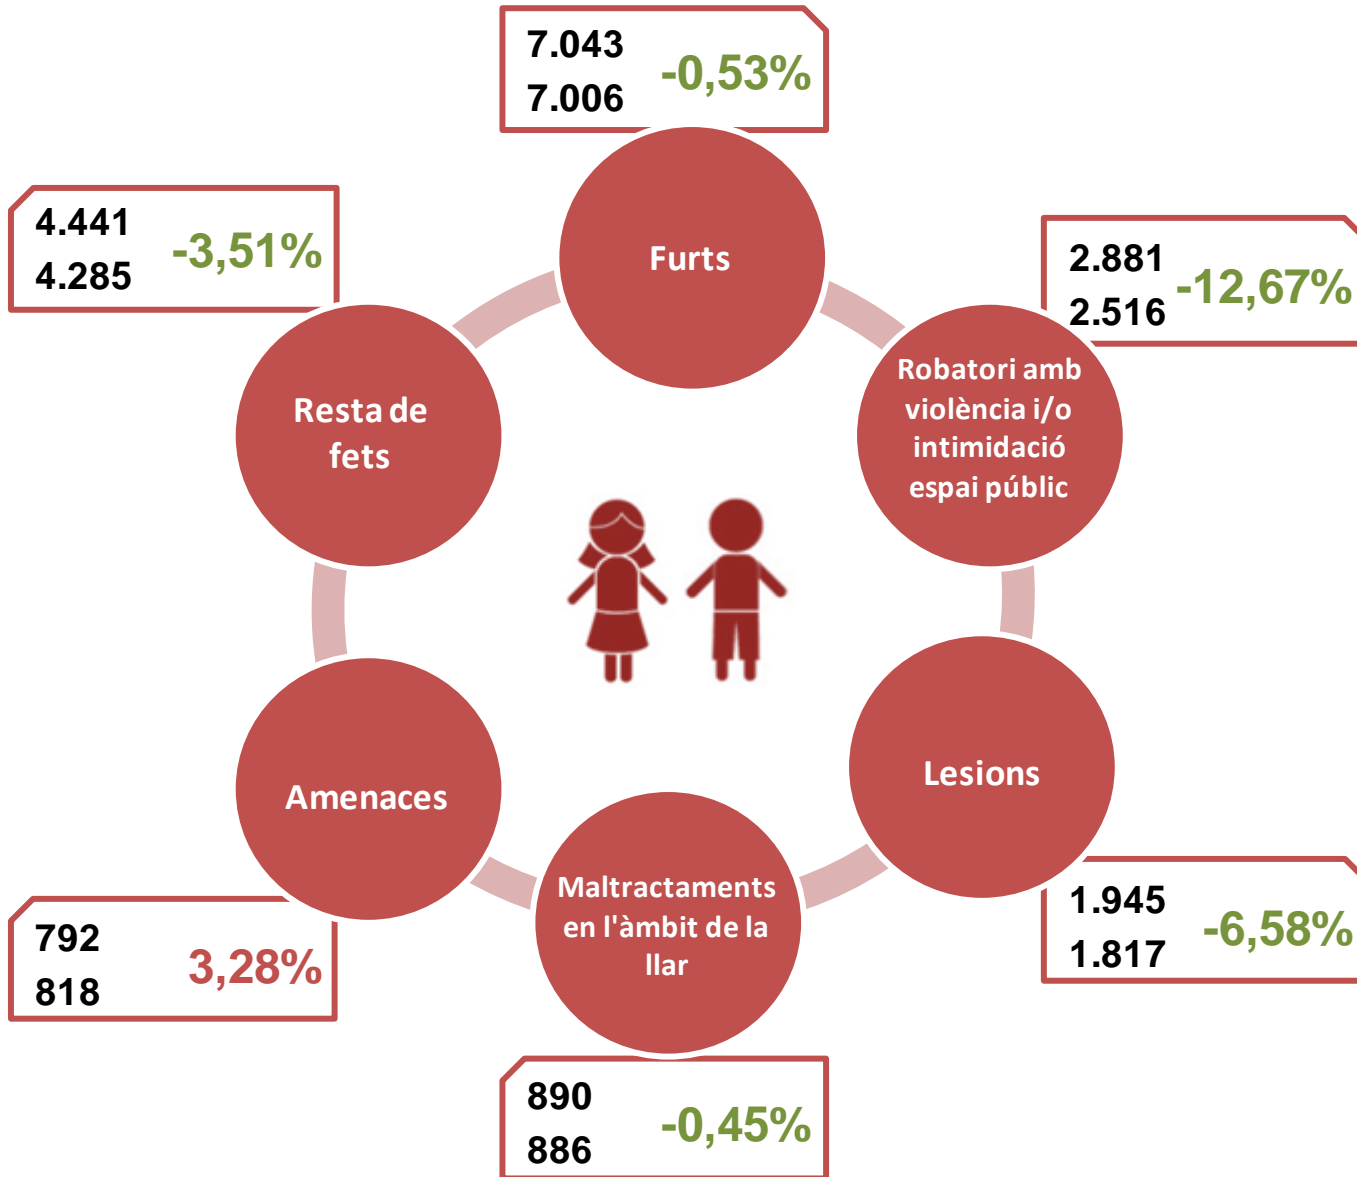 7.043
7.006
-0,53%
Furts
2.881
2.516
-12,67%
Robatori amb
violència i/o
intimidació
espai públic
1.945
1.817
-6,58%
Lesions
890
886
-0,45%
Maltractaments
en l'àmbit de la
llar
792
818
3,28%
Amenaces
4.441
4.285
-3,51%
Resta de
fets